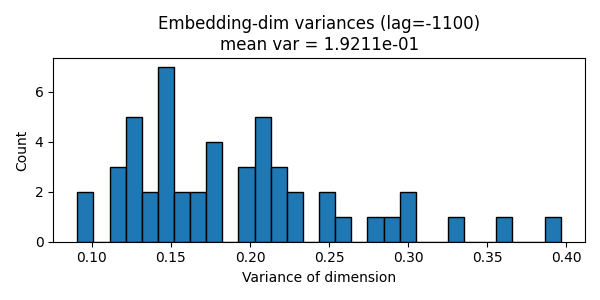 Embedding-dim variances (lag=-1100)
mean var = 1.9211e-01
Count
6
4
2
0
0.10 0.15 0.20 0.25 0.30 0.35 0.40
Variance of dimension